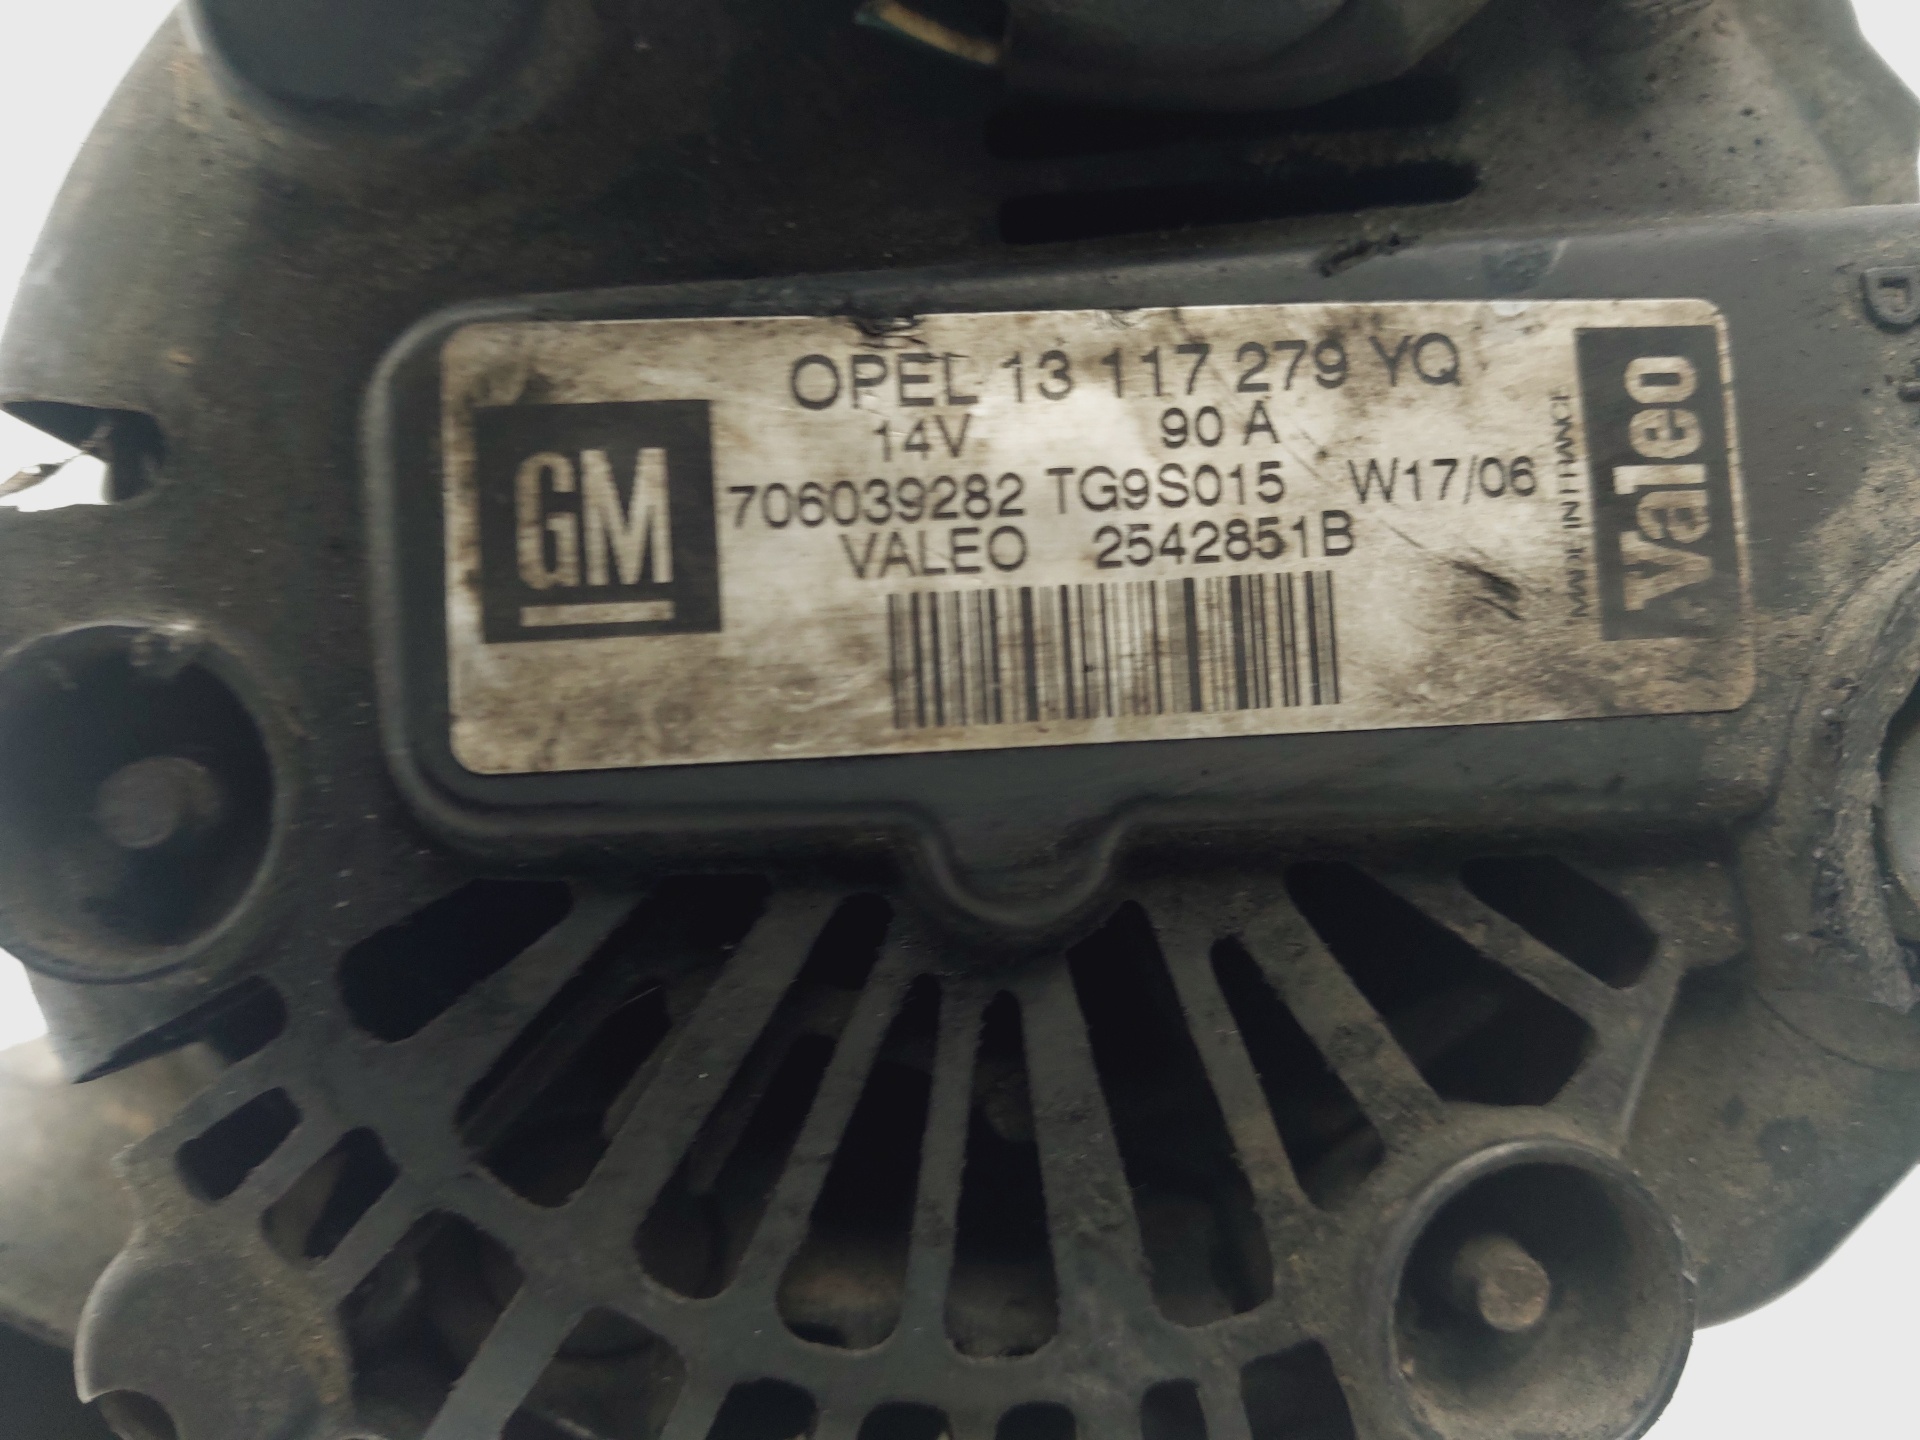 OPEL 13 117 279 YQ
14V 90 A
GM
706039282 TG9S015 W17/06
VALEO 2542851B
MADE IN FRANCE
Valeo